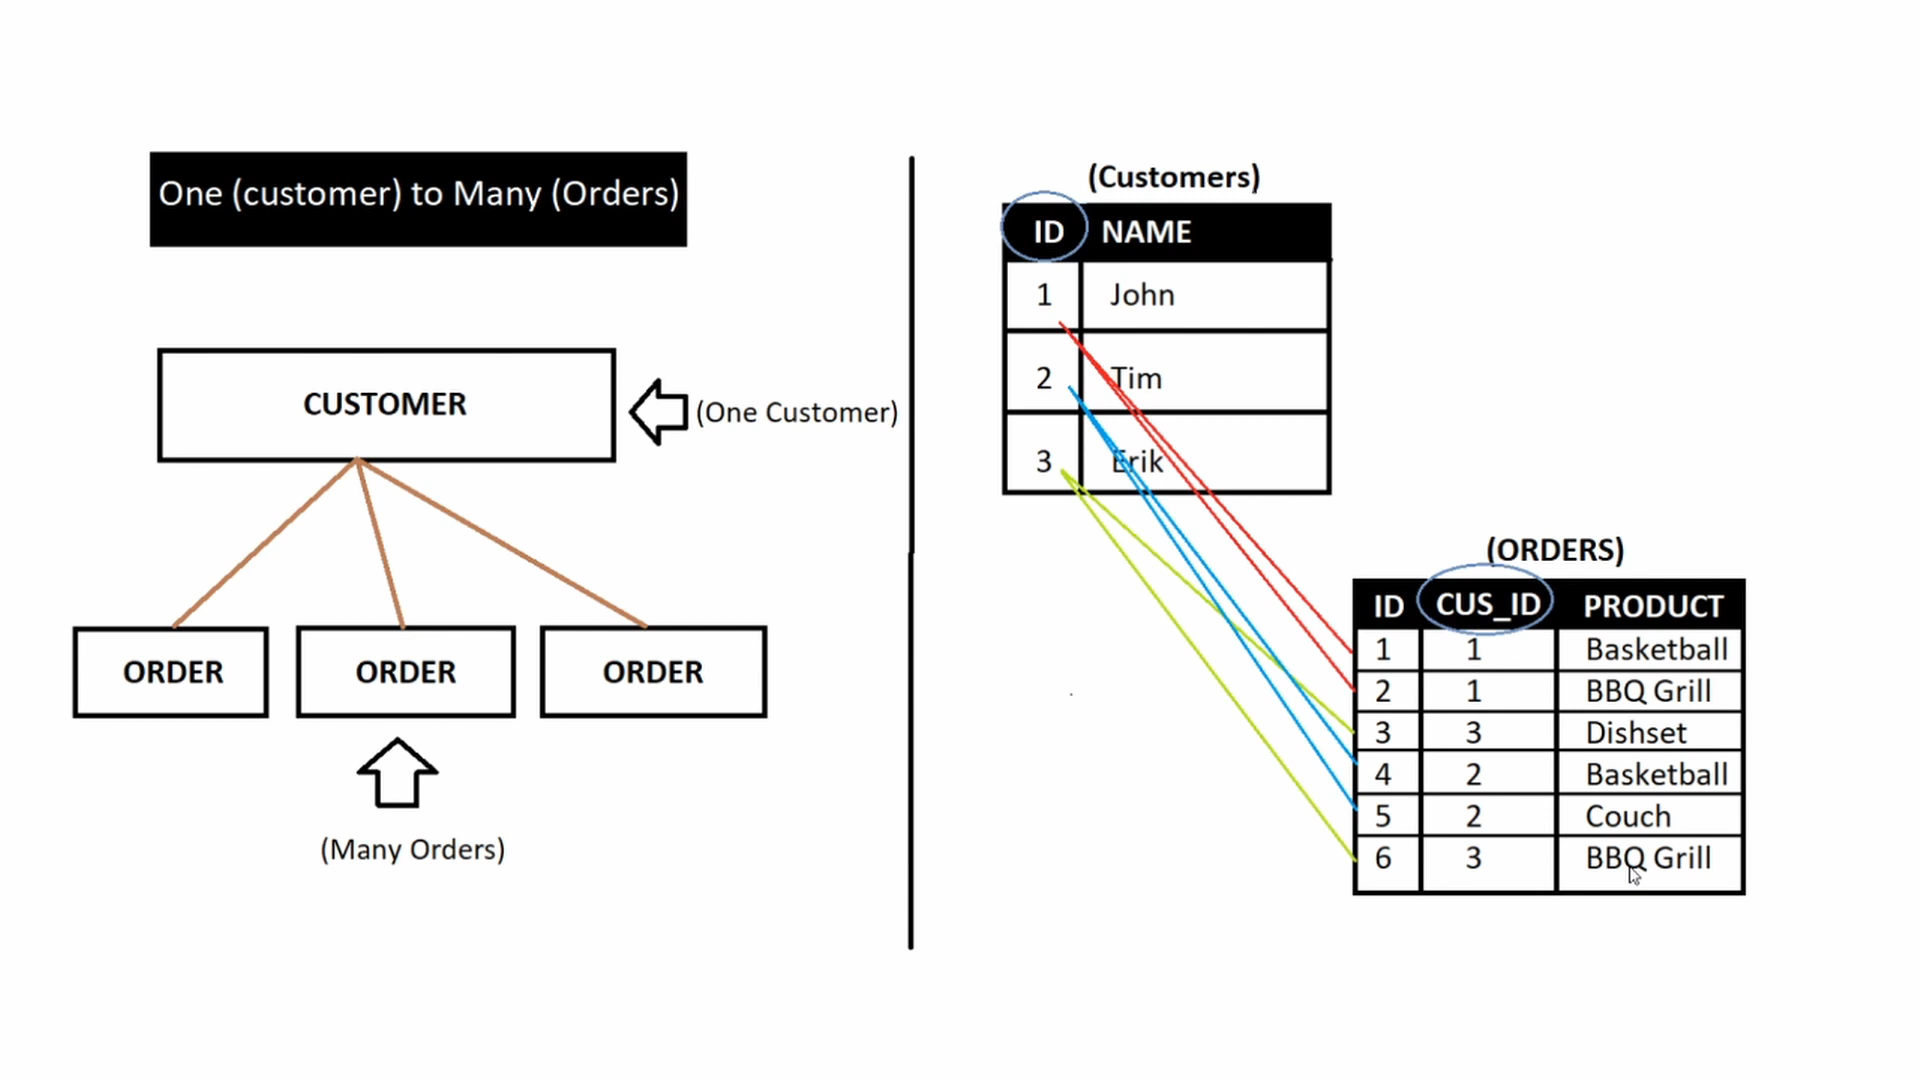 One (customer) to Many (Orders)
CUSTOMER
(One Customer)
ORDER ORDER ORDER
(Many Orders)
(Customers)
ID NAME
1 John
2 Tim
3 Erik
(ORDERS)
ID CUS_ID PRODUCT
1 1 Basketball
2 1 BBQ Grill
3 3 Dishset
4 2 Basketball
5 2 Couch
6 3 BBQ Grill